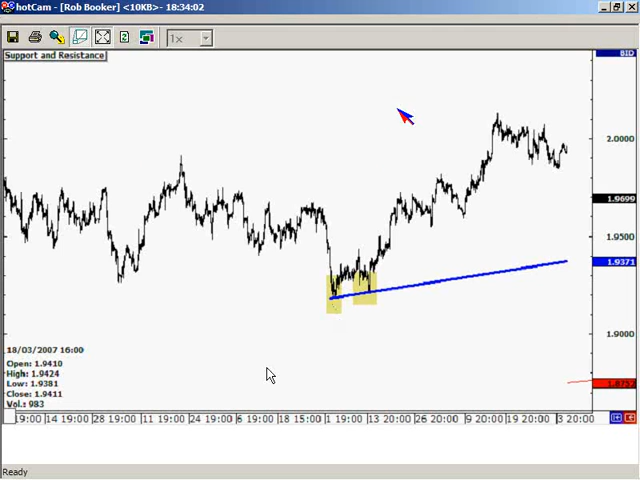 hotCam - [Rob Booker] <10KB>- 18:34:02
1x
Support and Resistance
BID
2.0000
1.9699
1.9500
1.9371
1.9000
18/03/2007 16:00
Open: 1.9410
High: 1.9424
Low: 1.9381
Close: 1.9411
Vol.: 983
19:00 14 19:00 28 19:00 11 19:00 24 19:00 6 19:00 18 15:00 1 19:00 13 20:00 9 20:00 19 20:00 3 20:00
Ready